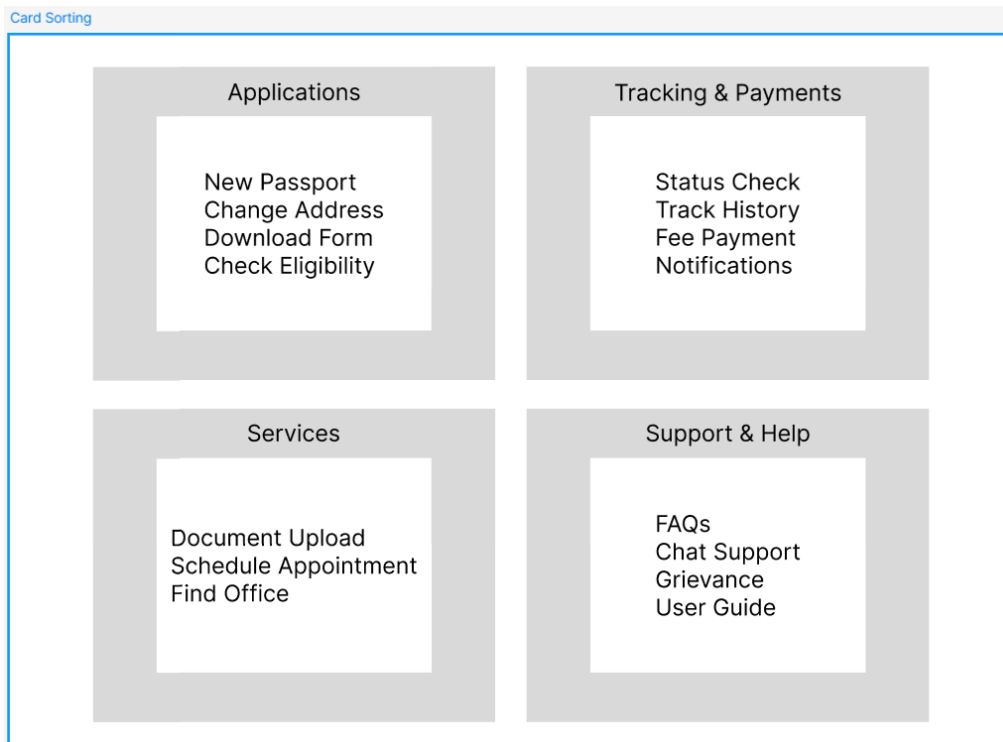 Card Sorting
Applications
New Passport
Change Address
Download Form
Check Eligibility
Tracking & Payments
Status Check
Track History
Fee Payment
Notifications
Services
Document Upload
Schedule Appointment
Find Office
Support & Help
FAQs
Chat Support
Grievance
User Guide